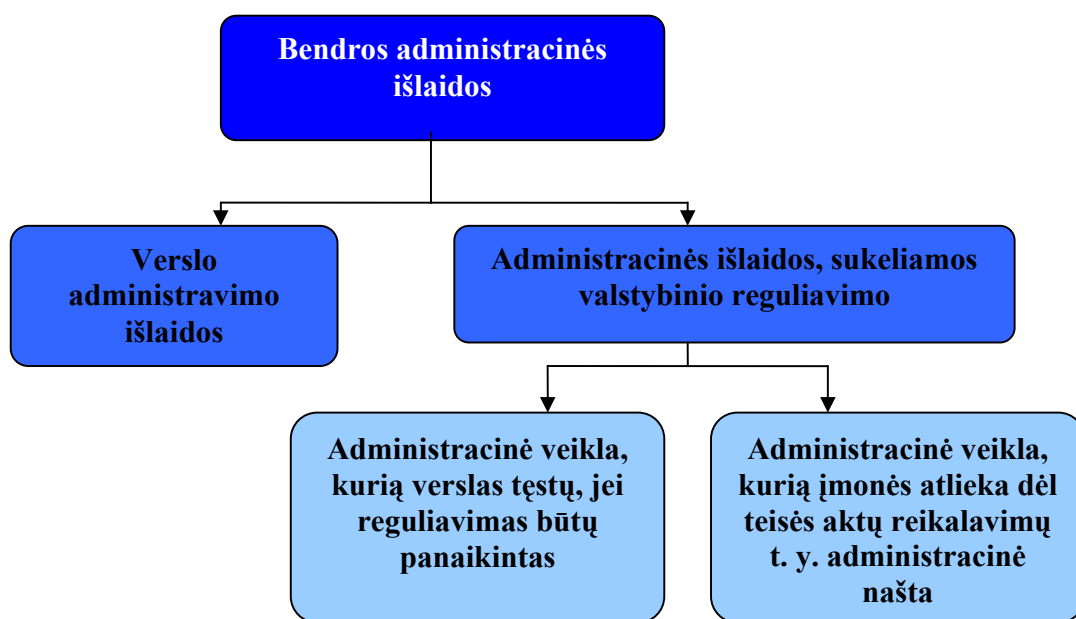 Bendros administracinės
išlaidos
Verslo
administravimo
išlaidos
Administracinės išlaidos, sukeliamos
valstybinio reguliavimo
Administracinė veikla,
kurią verslas tęstų, jei
reguliavimas būtų
panaikintas
Administracinė veikla,
kurią įmonės atlieka dėl
teisės aktų reikalavimų
t. y. administracinė
našta